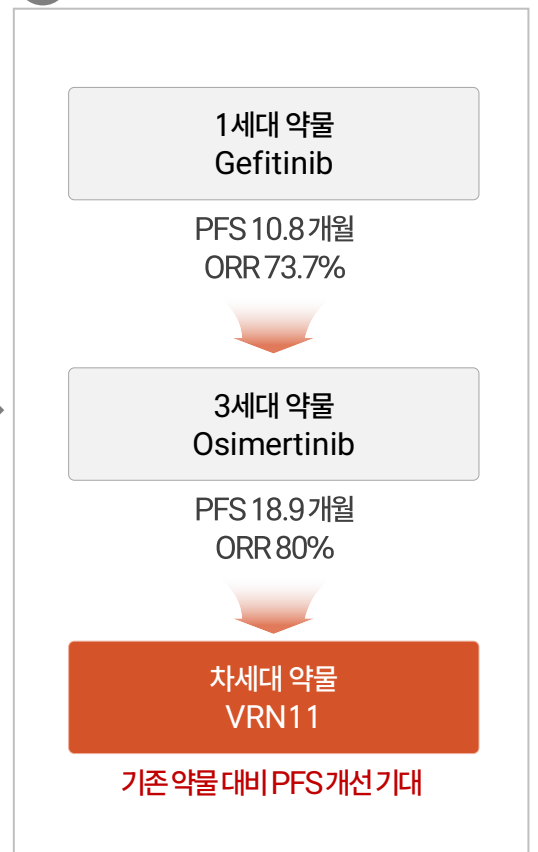 1세대 약물
Gefitinib
PFS 10.8 개월
ORR 73.7%
3세대 약물
Osimertinib
PFS 18.9 개월
ORR 80%
차세대 약물
VRN11
기존 약물 대비 PFS 개선 기대